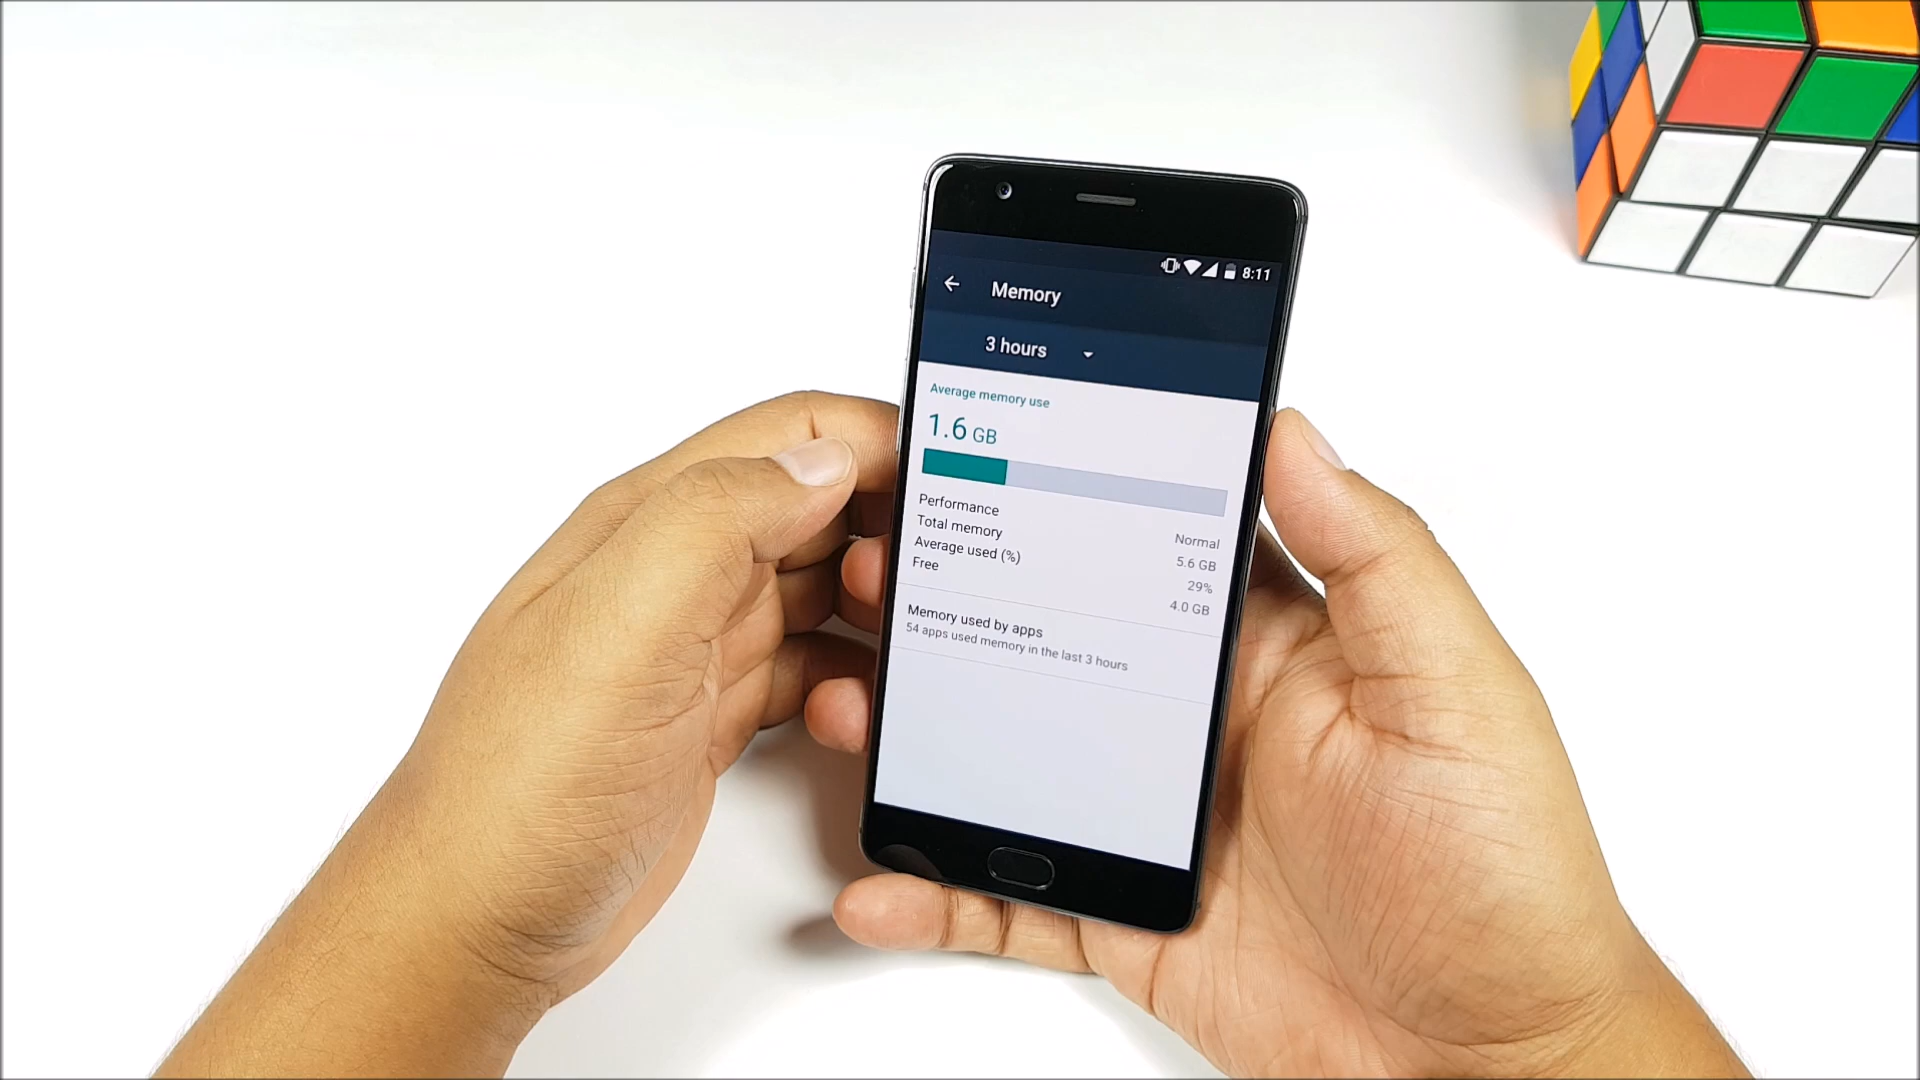 8:11
Memory
3 hours
Average memory use
1.6 GB
Performance Normal
Total memory 5.6 GB
Average used (%) 29%
Free 4.0 GB
Memory used by apps
54 apps used memory in the last 3 hours